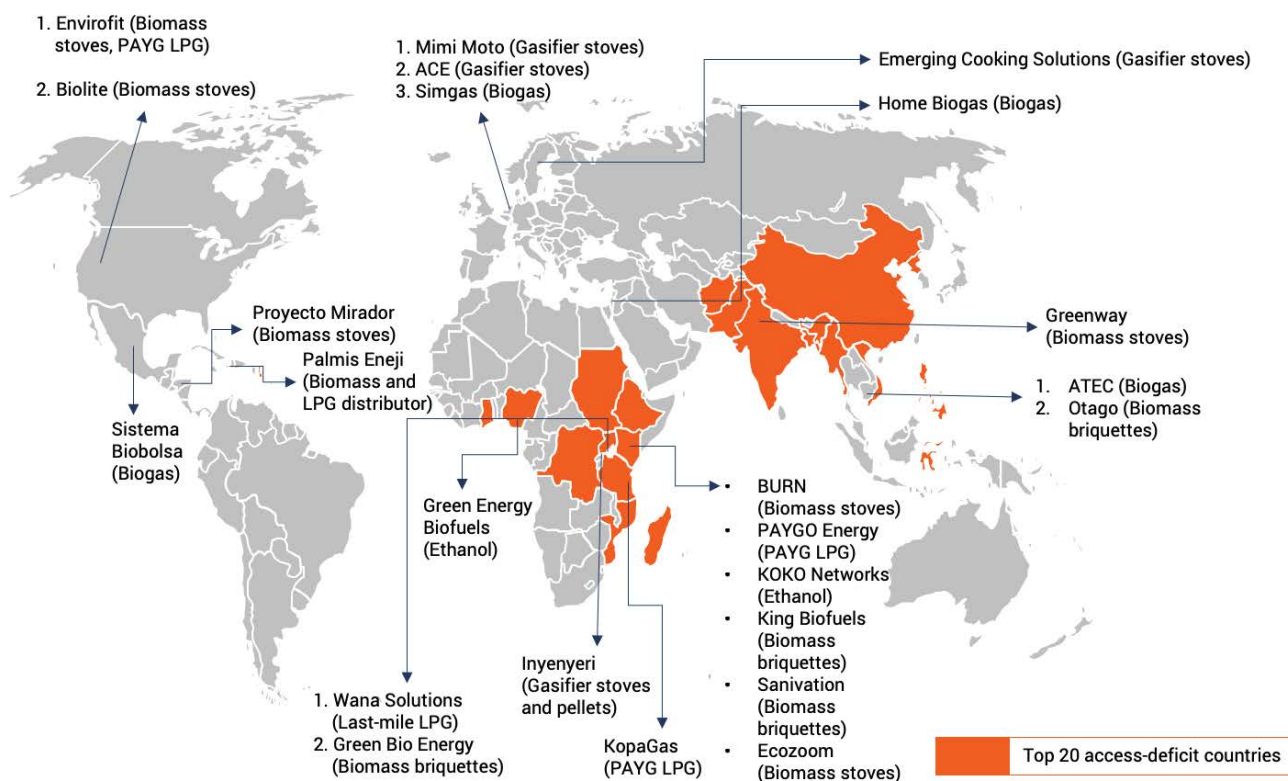 1. Envirofit (Biomass
stoves, PAYG LPG)
2. Biolite (Biomass stoves)
1. Mimi Moto (Gasifier stoves)
2. ACE (Gasifier stoves)
3. Simgas (Biogas)
Emerging Cooking Solutions (Gasifier stoves)
Home Biogas (Biogas)
Proyecto Mirador
(Biomass stoves)
Palmis Eneji
(Biomass and
LPG distributor)
Sistema
Biobolsa
(Biogas)
Greenway
(Biomass stoves)
1. ATEC (Biogas)
2. Otago (Biomass
briquettes)
Green Energy
Biofuels
(Ethanol)
• BURN
(Biomass stoves)
• PAYGO Energy
(PAYG LPG)
• KOKO Networks
(Ethanol)
• King Biofuels
(Biomass
briquettes)
• Sanivation
(Biomass
briquettes)
• Ecozoom
(Biomass stoves)
Inyenyeri
(Gasifier stoves
and pellets)
1. Wana Solutions
(Last-mile LPG)
2. Green Bio Energy
(Biomass briquettes)
KopaGas
(PAYG LPG)
Top 20 access-deficit countries